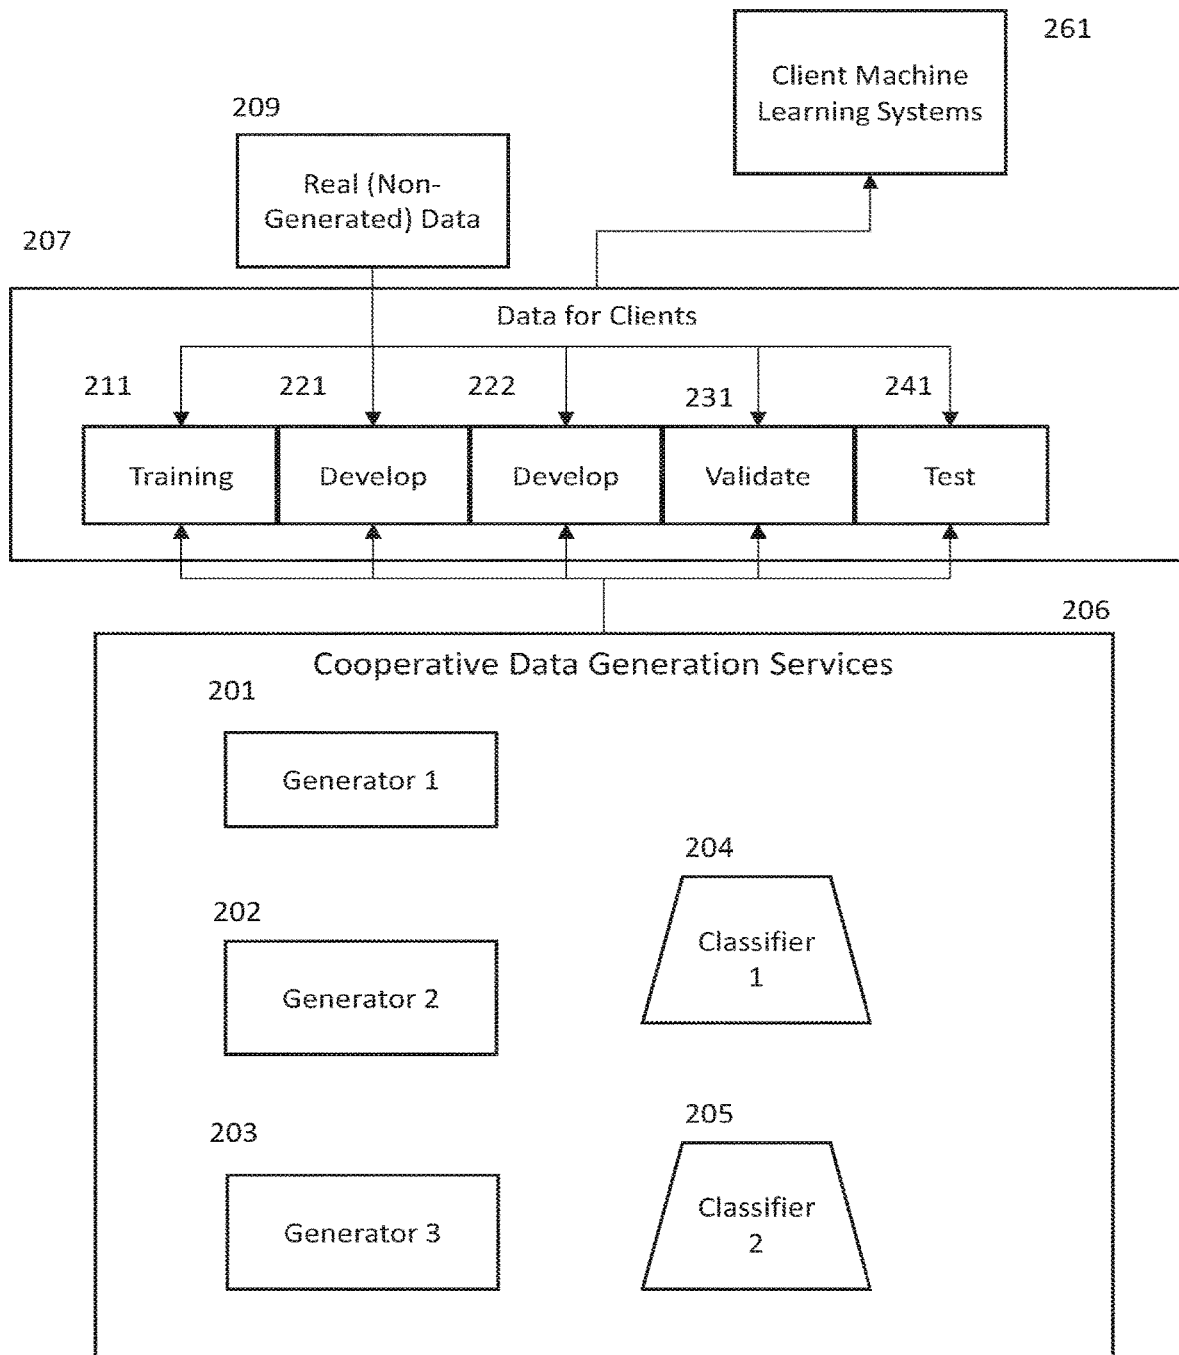 261
Client Machine
Learning Systems
209
Real (Non-
Generated) Data
207
Data for Clients
211
221
222
231
241
Training
Develop
Develop
Validate
Test
206
Cooperative Data Generation Services
201
Generator 1
204
Classifier
1
202
Generator 2
205
Classifier
2
203
Generator 3